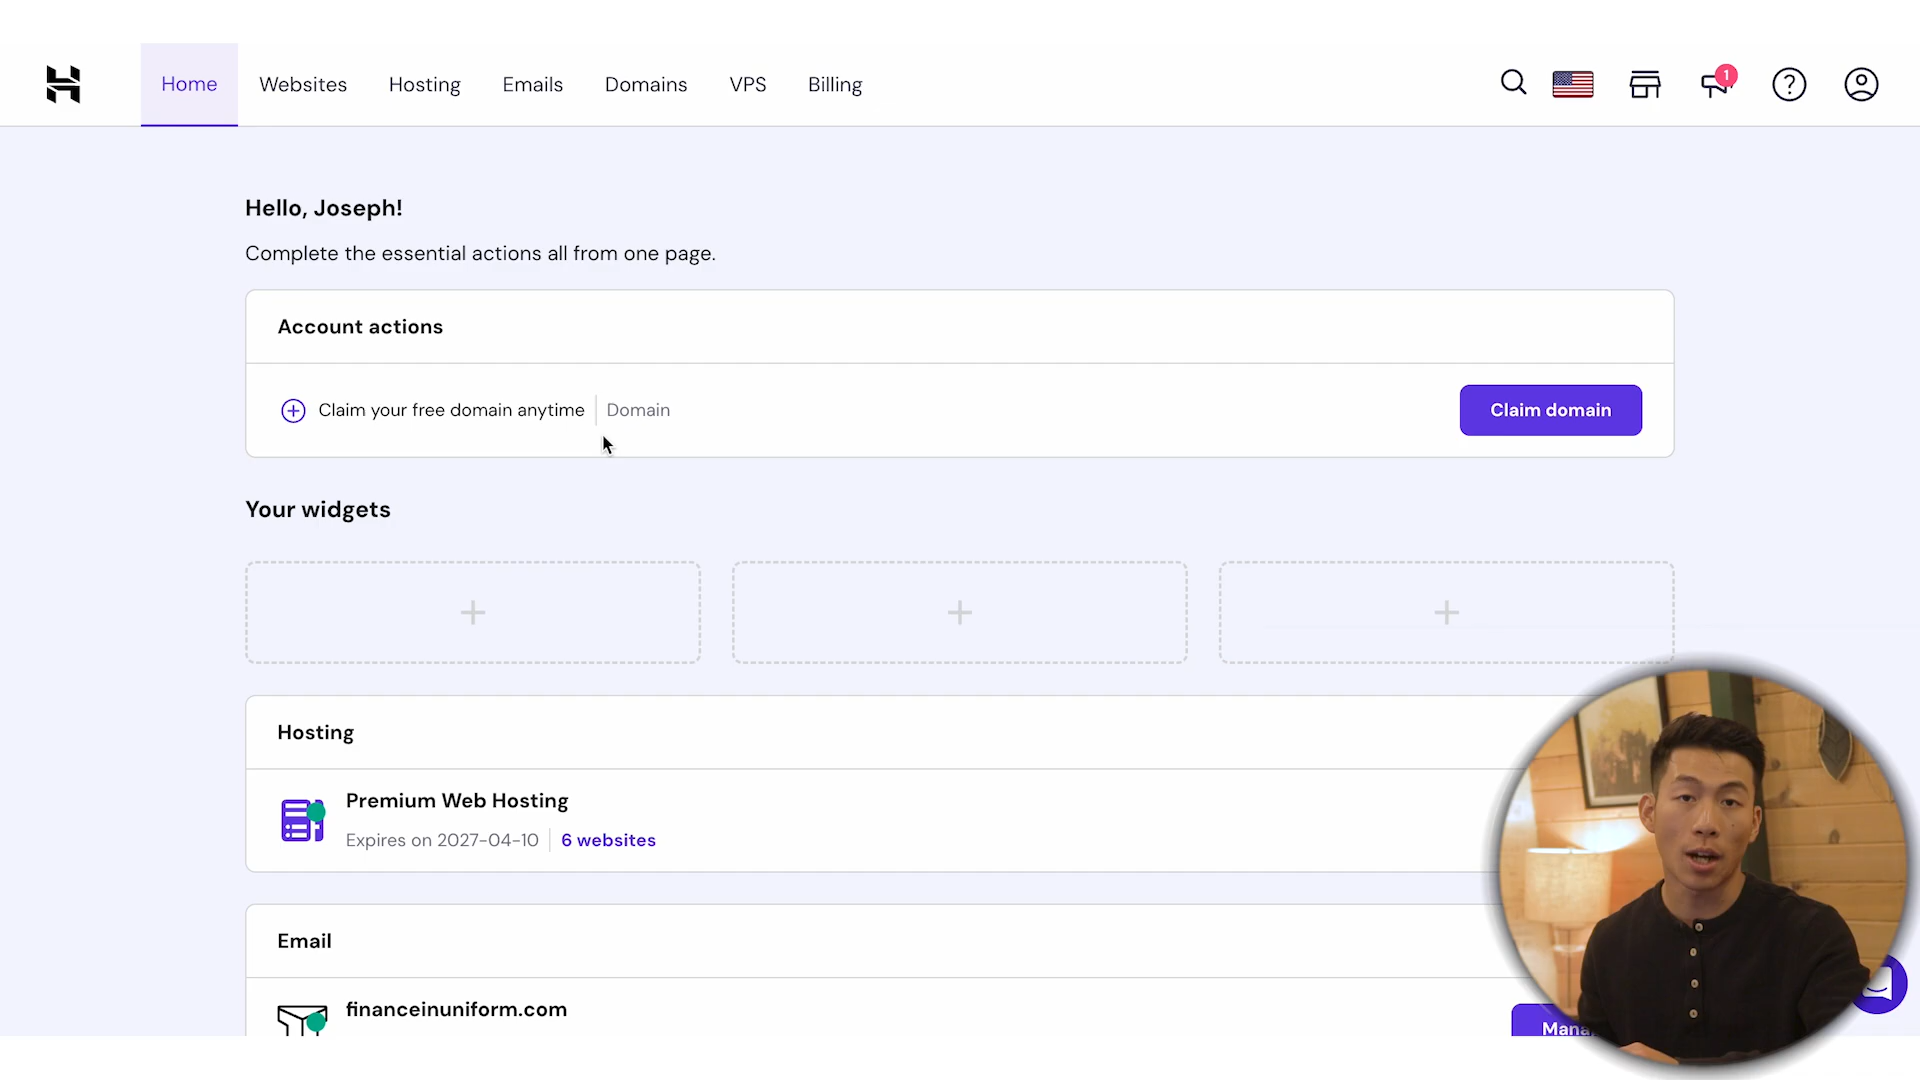 Home Websites Hosting Emails Domains VPS Billing 1
Hello, Joseph!
Complete the essential actions all from one page.
Account actions
Claim your free domain anytime Domain Claim domain
Your widgets
Hosting
Premium Web Hosting
Expires on 2027-04-10 6 websites
Email
financeinuniform.com